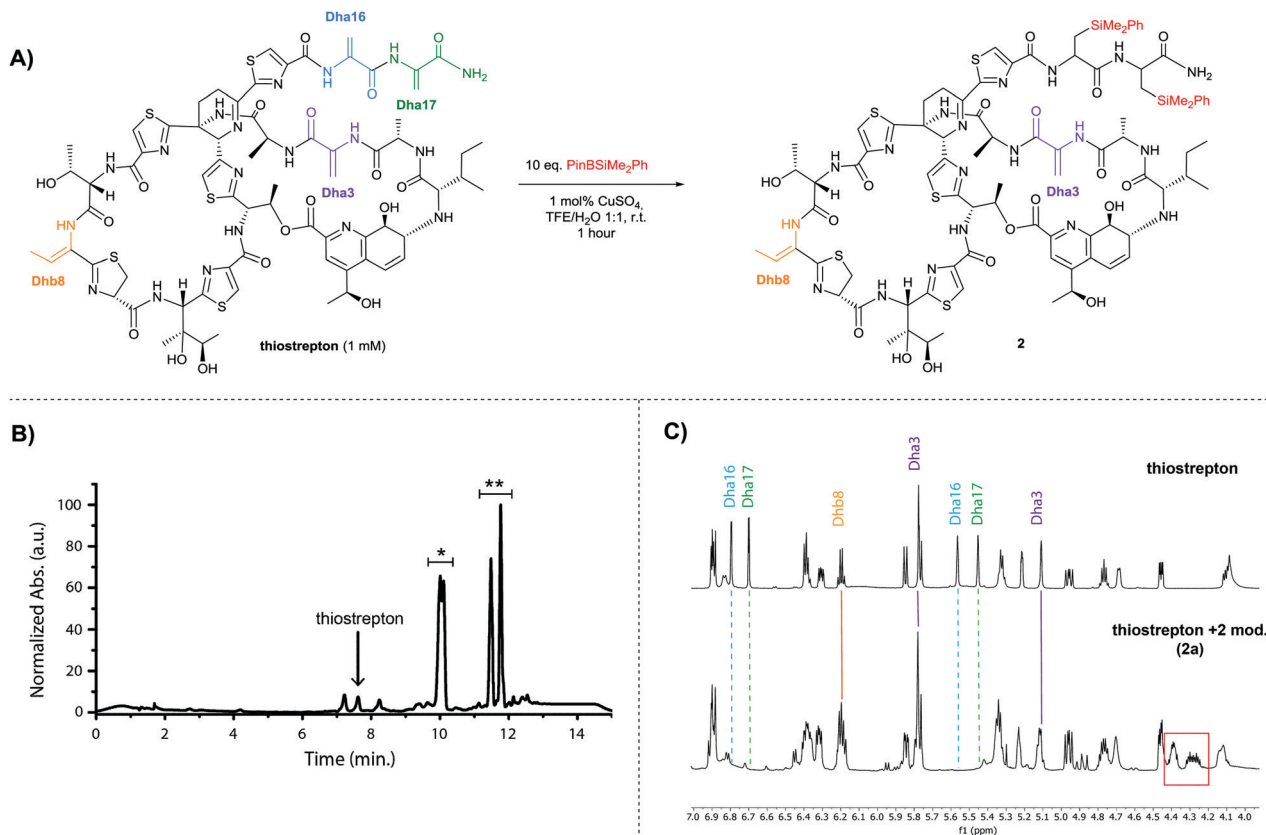 A)
Dha16
Dha17
Dha3
Dhb8
thiostrepton (1 mM)
10 eq. PinBSiMe2Ph
1 mol% CuSO4,
TFE/H2O 1:1, r.t.
1 hour
SiMe2Ph
SiMe2Ph
Dha3
Dhb8
2
B)
Normalized Abs. (a.u.)
100
80
60
40
20
0
thiostrepton
*
**
0 2 4 6 8 10 12 14
Time (min.)
C)
Dha16
Dha17
Dhb8
Dha3
Dha16
Dha17
Dha3
thiostrepton
thiostrepton +2 mod.
(2a)
7.0 6.9 6.8 6.7 6.6 6.5 6.4 6.3 6.2 6.1 6.0 5.9 5.8 5.7 5.6 5.5 5.4 5.3 5.2 5.1 5.0 4.9 4.8 4.7 4.6 4.5 4.4 4.3 4.2 4.1 4.0
f1 (ppm)